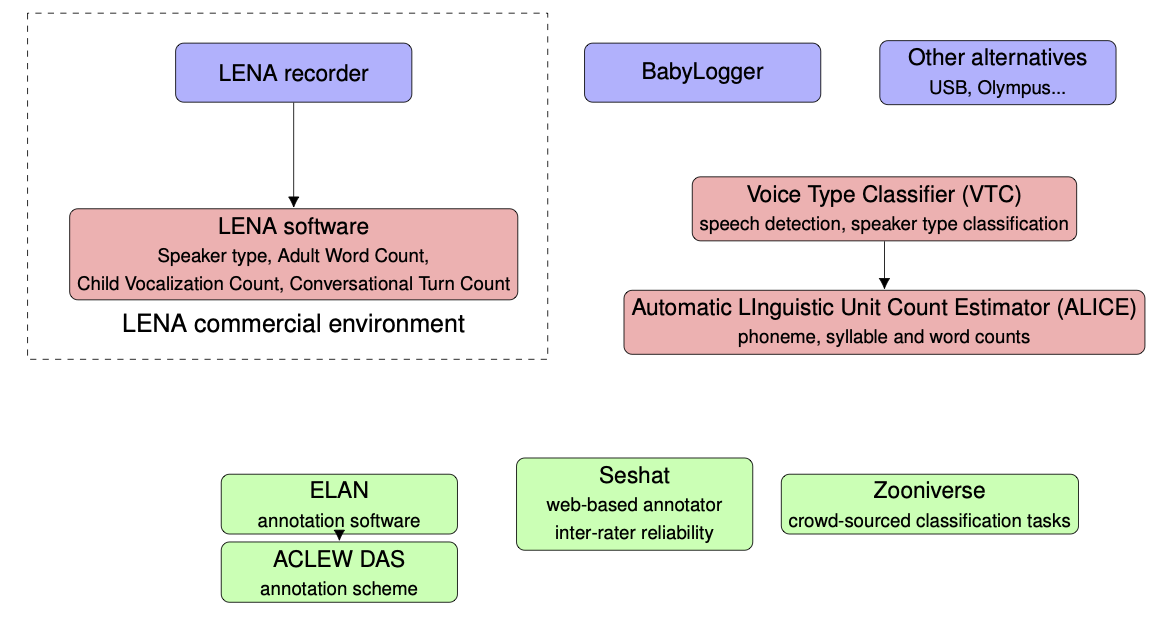 LENA recorder
BabyLogger
Other alternatives
USB, Olympus...
LENA software
Speaker type, Adult Word Count,
Child Vocalization Count, Conversational Turn Count
LENA commercial environment
Voice Type Classifier (VTC)
speech detection, speaker type classification
Automatic LInguistic Unit Count Estimator (ALICE)
phoneme, syllable and word counts
ELAN
annotation software
ACLEW DAS
annotation scheme
Seshat
web-based annotator
inter-rater reliability
Zooniverse
crowd-sourced classification tasks